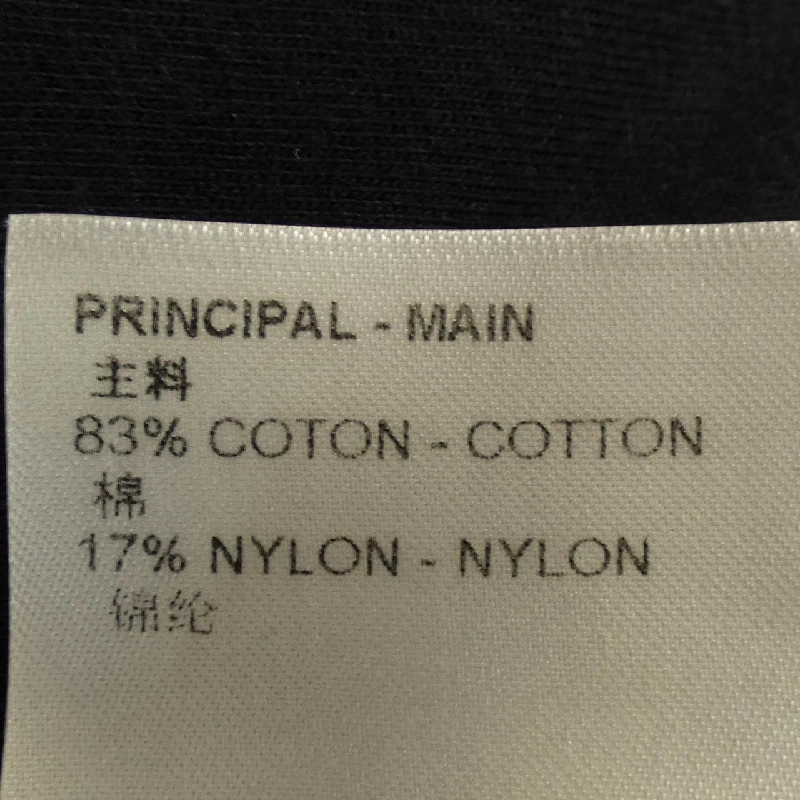 PRINCIPAL - MAIN
主料
83% COTON - COTTON
棉
17% NYLON - NYLON
锦纶